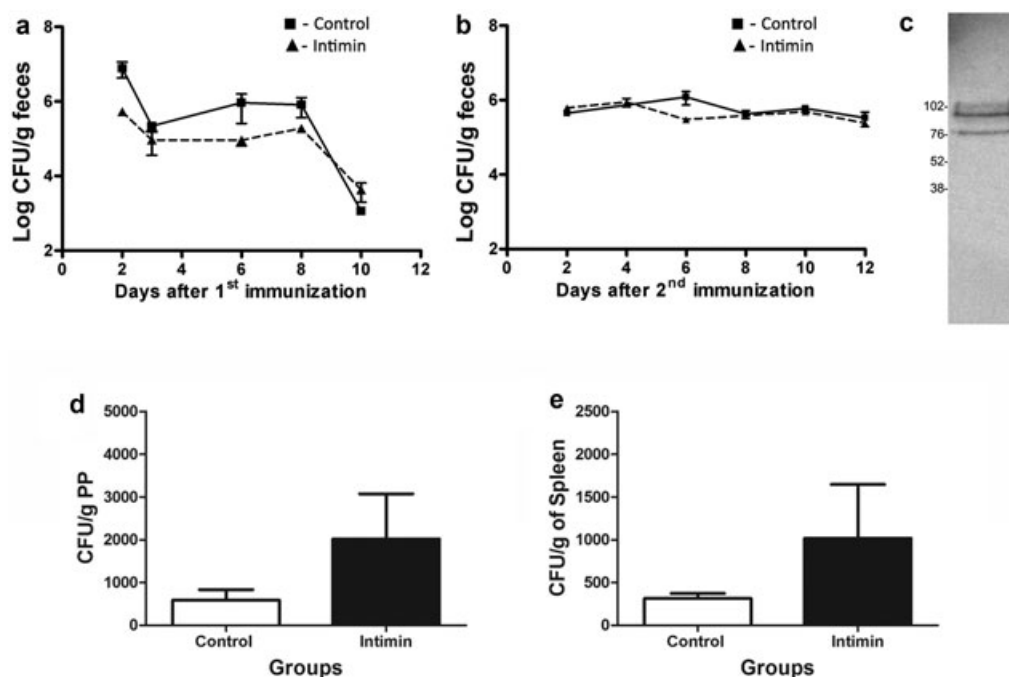 a
■ - Control
▲ - Intimin
Log CFU/g feces
8
6
4
2
0 2 4 6 8 10 12
Days after 1st immunization
b
■ - Control
▲ - Intimin
Log CFU/g feces
8
6
4
2
0 2 4 6 8 10 12
Days after 2nd immunization
c
102-
76-
52-
38-
d
CFU/g PP
5000
4000
3000
2000
1000
0
Control Intimin
Groups
e
CFU/g of Spleen
2500
2000
1500
1000
500
0
Control Intimin
Groups